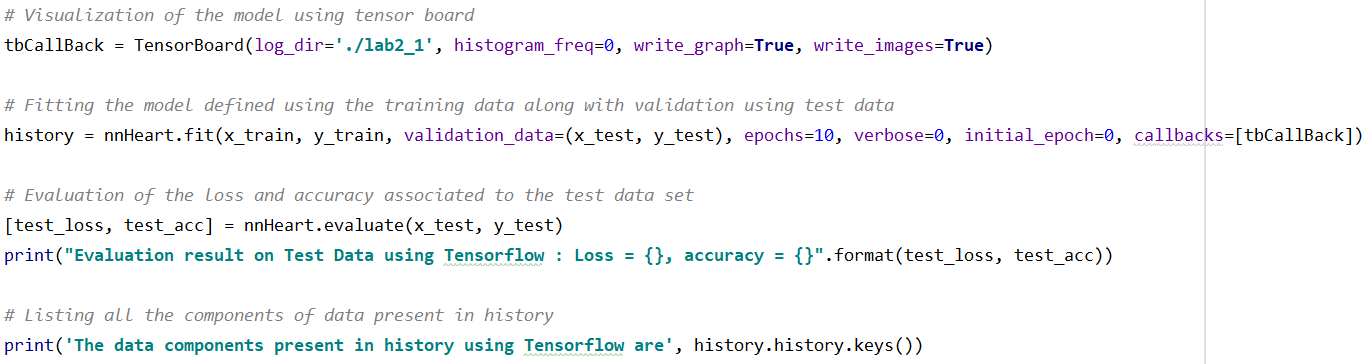 # Visualization of the model using tensor board
tbCallBack = TensorBoard(log_dir='./lab2_1', histogram_freq=0, write_graph=True, write_images=True)
# Fitting the model defined using the training data along with validation using test data
history = nnHeart.fit(x_train, y_train, validation_data=(x_test, y_test), epochs=10, verbose=0, initial_epoch=0, callbacks=[tbCallBack])
# Evaluation of the loss and accuracy associated to the test data set
[test_loss, test_acc] = nnHeart.evaluate(x_test, y_test)
print("Evaluation result on Test Data using Tensorflow : Loss = {}, accuracy = {}".format(test_loss, test_acc))
# Listing all the components of data present in history
print('The data components present in history using Tensorflow are', history.history.keys())